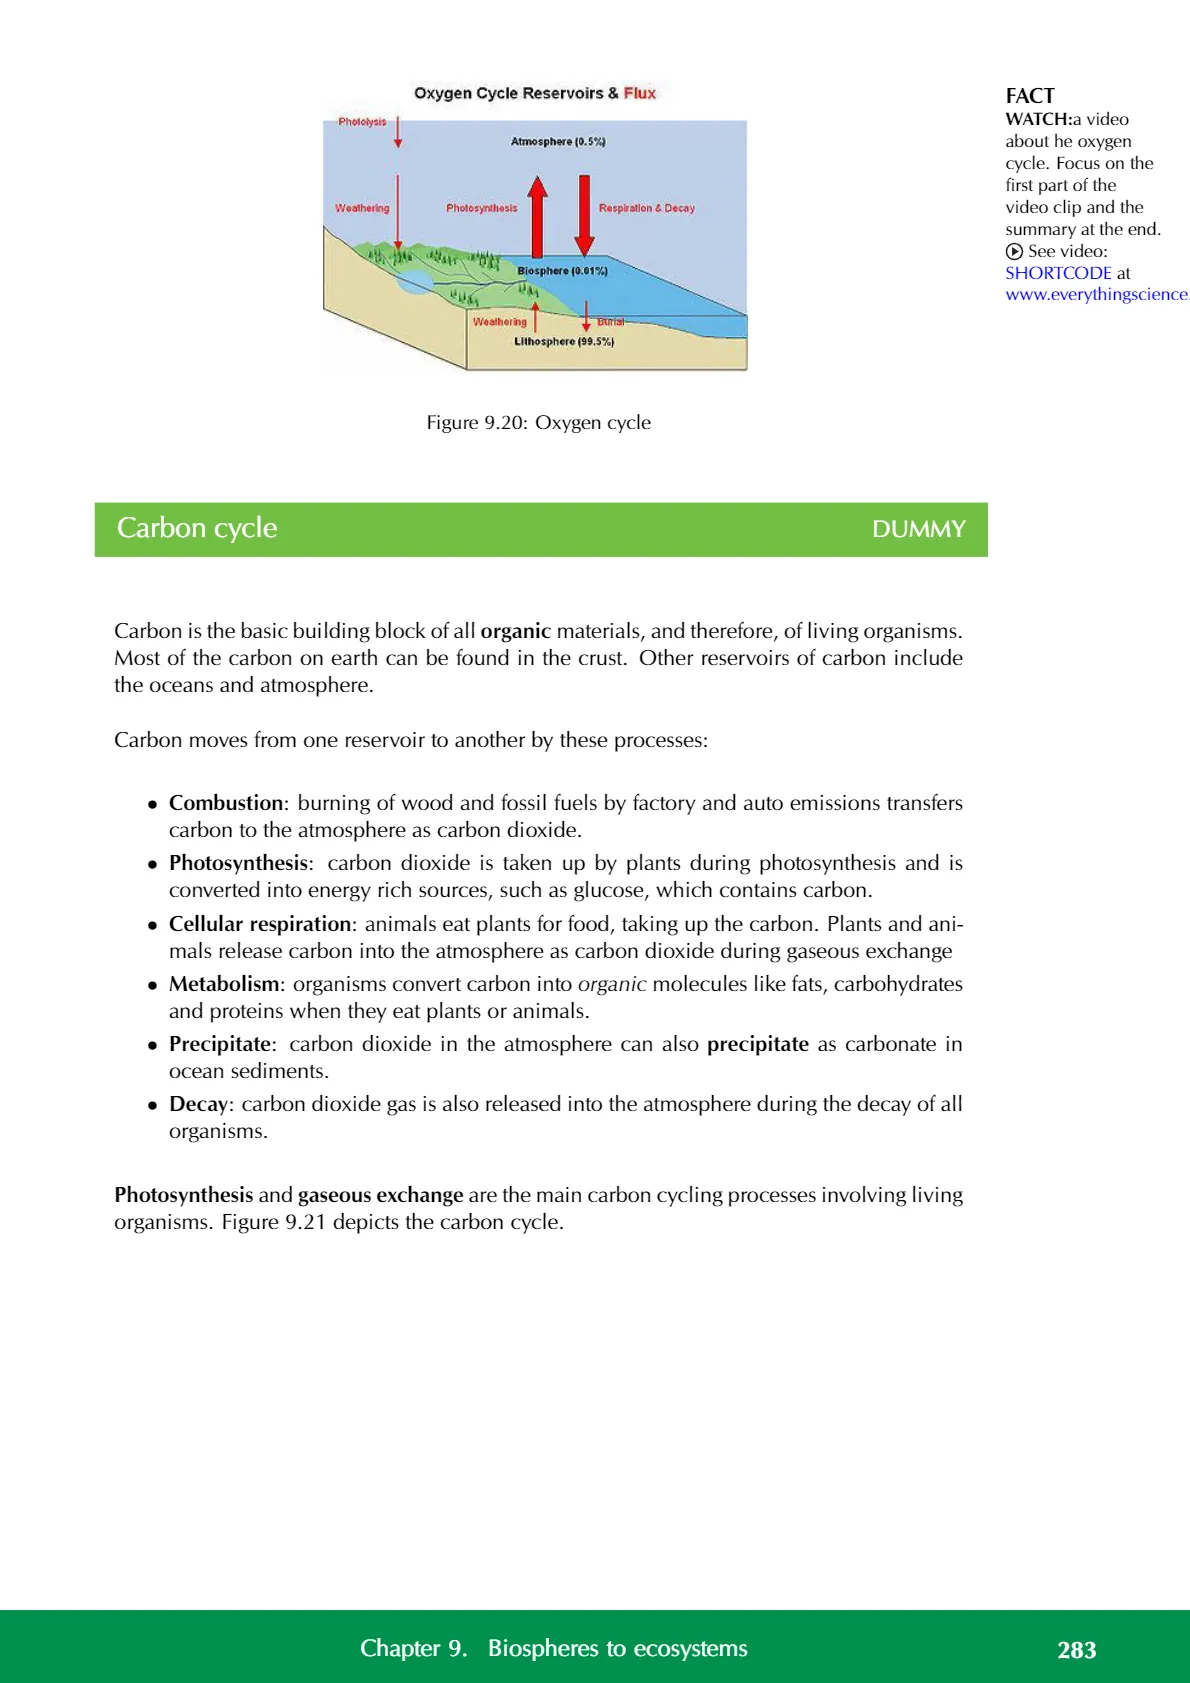 Oxygen Cycle Reservoirs & Flux
Photolysis
Atmosphere (0.5%)
Weathering
Photosynthesis
Respiration & Decay
Biosphere (0.01%)
Weathering
Burial
Lithosphere (99.5%)
Figure 9.20: Oxygen cycle
FACT
WATCH:a video
about he oxygen
cycle. Focus on the
first part of the
video clip and the
summary at the end.
See video:
SHORTCODE at
www.everythingscience.
Carbon cycle DUMMY
Carbon is the basic building block of all organic materials, and therefore, of living organisms.
Most of the carbon on earth can be found in the crust. Other reservoirs of carbon include
the oceans and atmosphere.
Carbon moves from one reservoir to another by these processes:
• Combustion: burning of wood and fossil fuels by factory and auto emissions transfers
carbon to the atmosphere as carbon dioxide.
• Photosynthesis: carbon dioxide is taken up by plants during photosynthesis and is
converted into energy rich sources, such as glucose, which contains carbon.
• Cellular respiration: animals eat plants for food, taking up the carbon. Plants and ani-
mals release carbon into the atmosphere as carbon dioxide during gaseous exchange
• Metabolism: organisms convert carbon into organic molecules like fats, carbohydrates
and proteins when they eat plants or animals.
• Precipitate: carbon dioxide in the atmosphere can also precipitate as carbonate in
ocean sediments.
• Decay: carbon dioxide gas is also released into the atmosphere during the decay of all
organisms.
Photosynthesis and gaseous exchange are the main carbon cycling processes involving living
organisms. Figure 9.21 depicts the carbon cycle.
Chapter 9. Biospheres to ecosystems 283